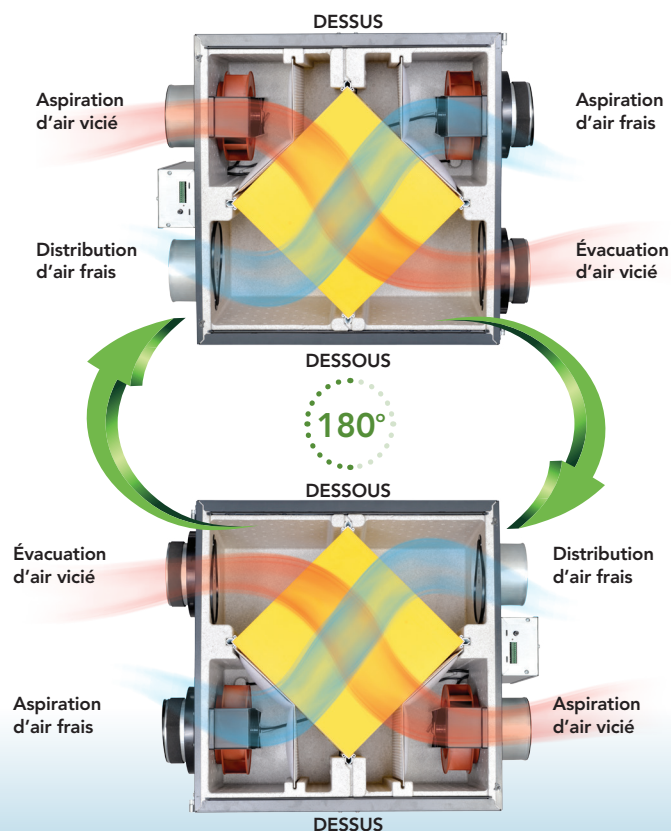 DESSUS
Aspiration
d'air vicié
Aspiration
d'air frais
Distribution
d'air frais
Évacuation
d'air vicié
DESSOUS
180°
DESSOUS
Évacuation
d'air vicié
Distribution
d'air frais
Aspiration
d'air frais
Aspiration
d'air vicié
DESSUS